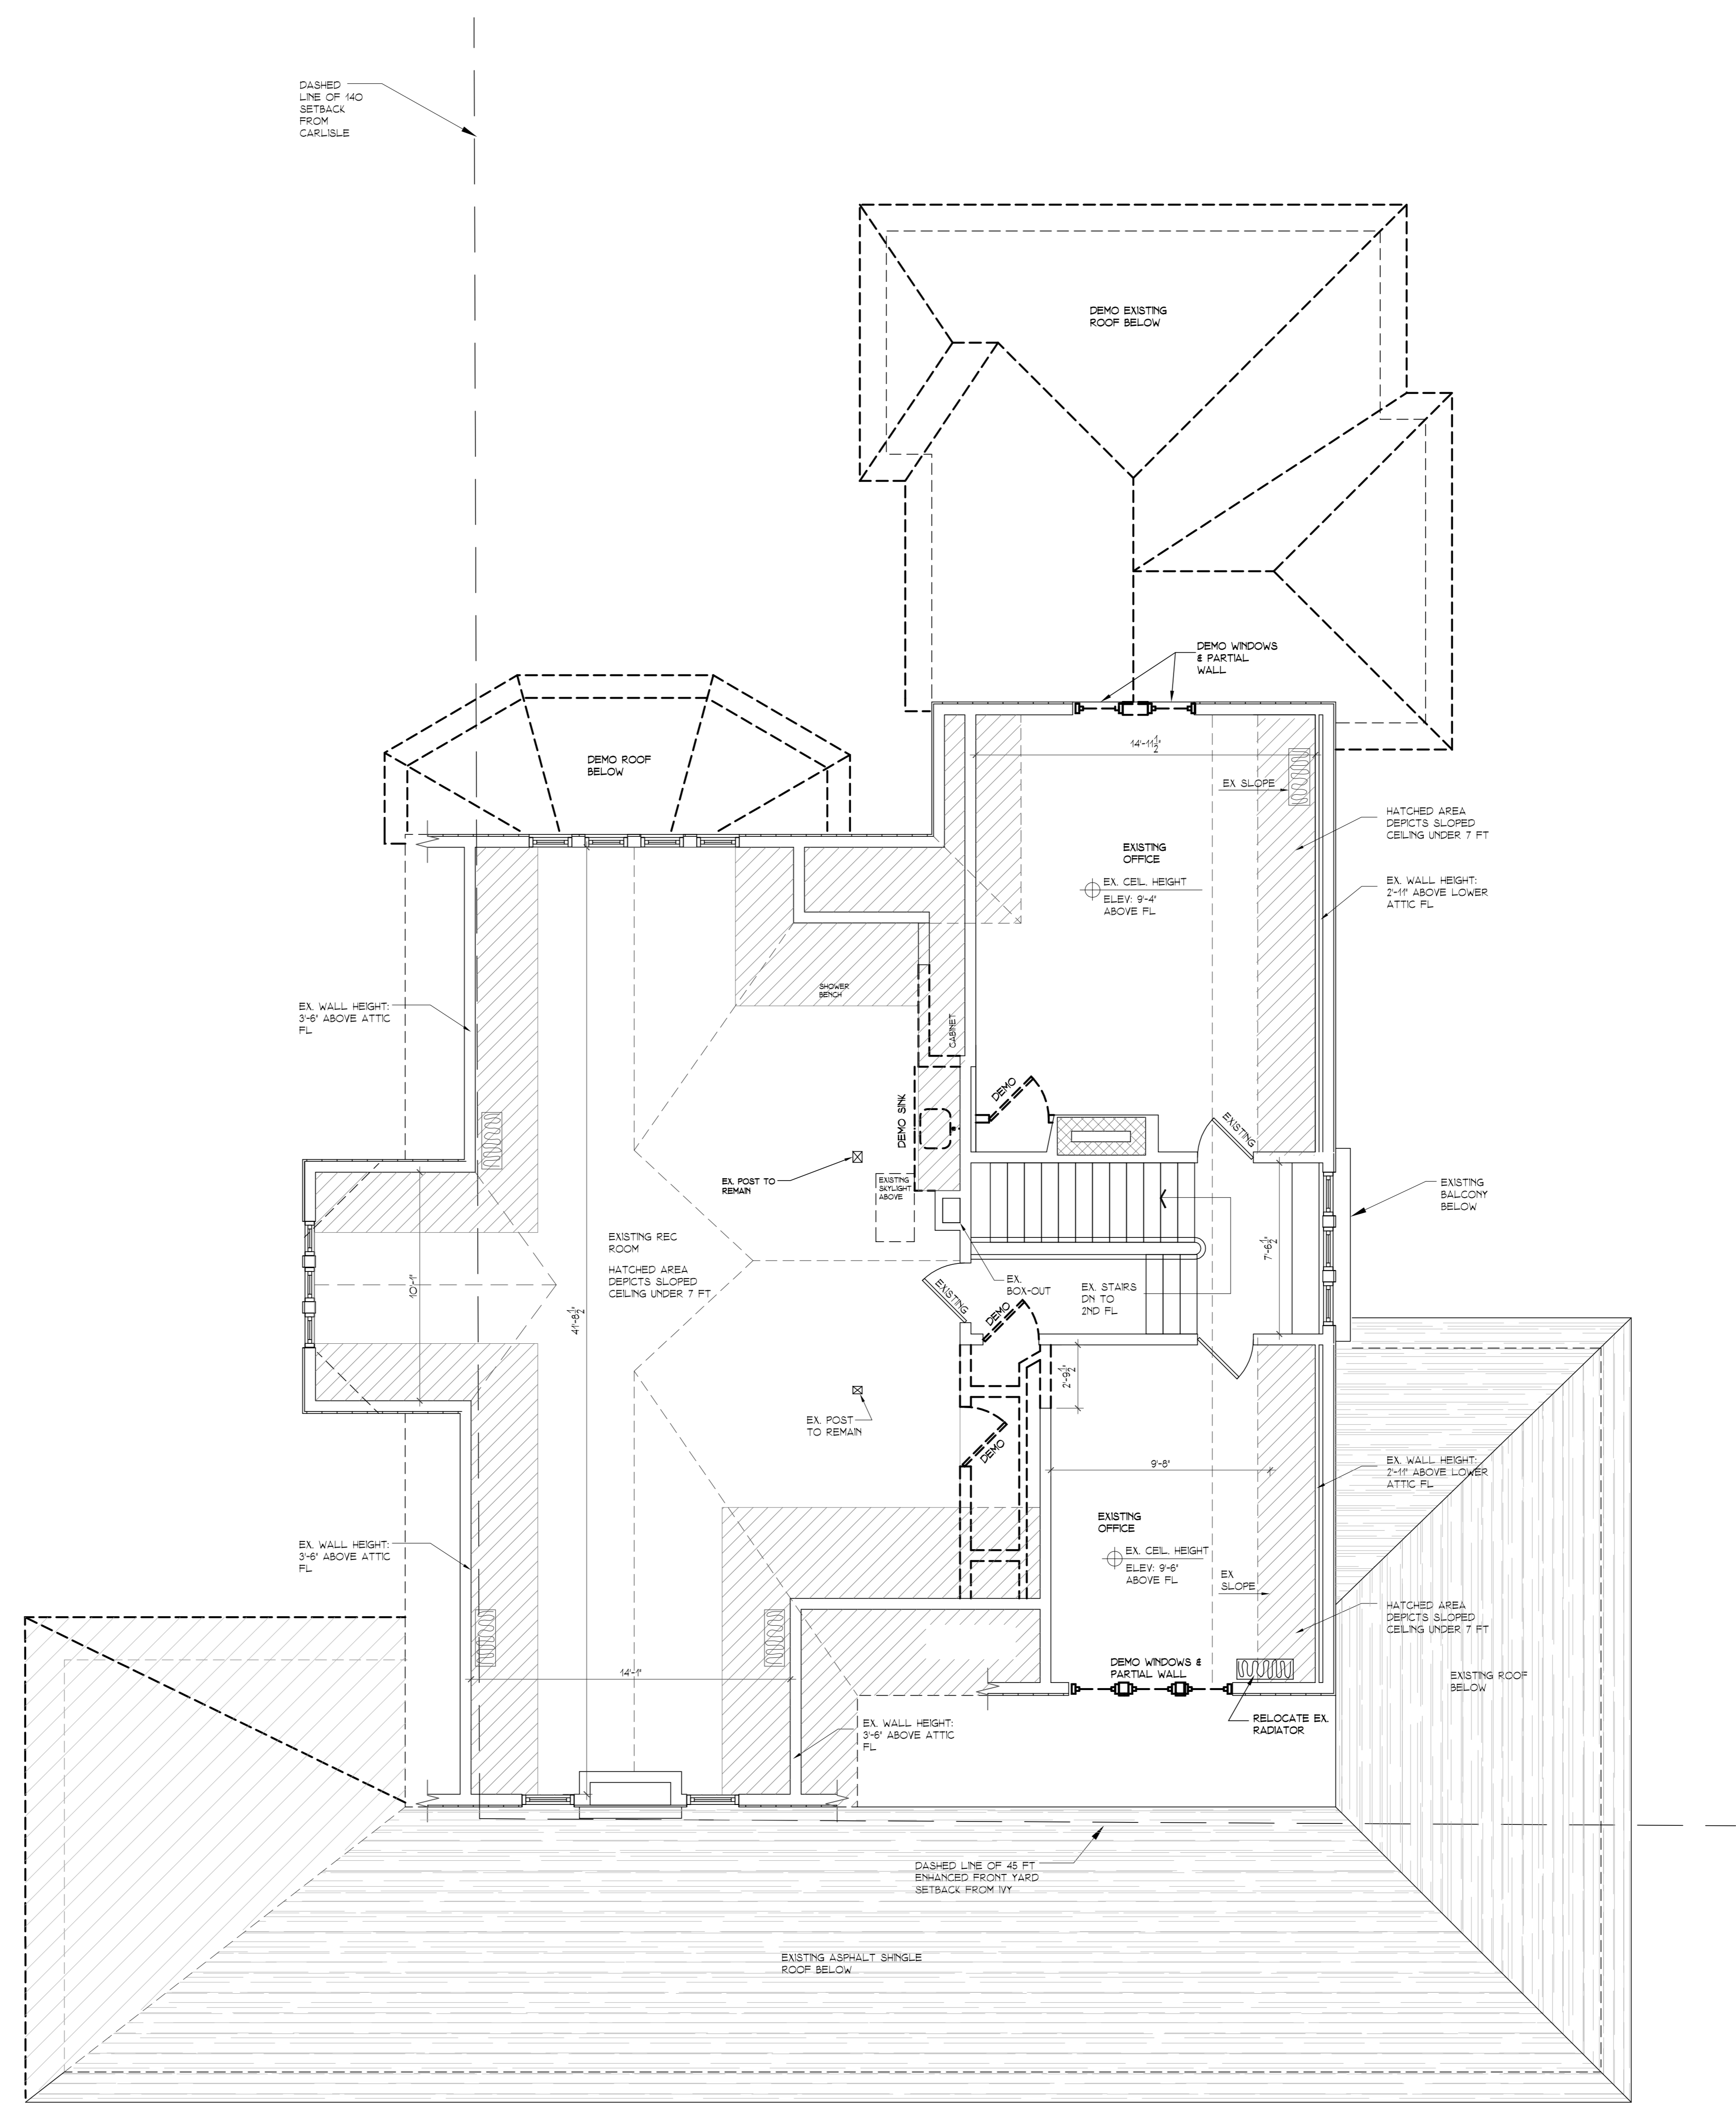 DASHED
LINE OF 140
SETBACK
FROM
CARLISLE
DEMO EXISTING
ROOF BELOW
DEMO WINDOWS
& PARTIAL
WALL
DEMO ROOF
BELOW
14'-11½"
EX SLOPE
HATCHED AREA
DEPICTS SLOPED
CEILING UNDER 7 FT
EXISTING
OFFICE
EX. CEIL. HEIGHT
ELEV: 9'-4"
ABOVE FL
EX. WALL HEIGHT:
2'-11" ABOVE LOWER
ATTIC FL
SHOWER
BENCH
EX. WALL HEIGHT:
3'-6" ABOVE ATTIC
FL
CABINET
DEMO
DEMO SINK
EXISTING
EX. POST TO
REMAIN
EXISTING
SKYLIGHT
ABOVE
EXISTING
BALCONY
BELOW
EXISTING REC
ROOM
HATCHED AREA
DEPICTS SLOPED
CEILING UNDER 7 FT
10'-1"
41'-8½"
7'-6½"
EXISTING
EX.
BOX-OUT
EX. STAIRS
DN TO
2ND FL
DEMO
2'-9½"
EX. POST
TO REMAIN
DEMO
9'-8"
EX. WALL HEIGHT:
2'-11" ABOVE LOWER
ATTIC FL
EXISTING
OFFICE
EX. CEIL. HEIGHT
ELEV: 9'-6"
ABOVE FL
EX. WALL HEIGHT:
3'-6" ABOVE ATTIC
FL
EX
SLOPE
HATCHED AREA
DEPICTS SLOPED
CEILING UNDER 7 FT
14'-1"
DEMO WINDOWS &
PARTIAL WALL
EXISTING ROOF
BELOW
RELOCATE EX.
RADIATOR
EX. WALL HEIGHT:
3'-6" ABOVE ATTIC
FL
DASHED LINE OF 45 FT
ENHANCED FRONT YARD
SETBACK FROM IVY
EXISTING ASPHALT SHINGLE
ROOF BELOW